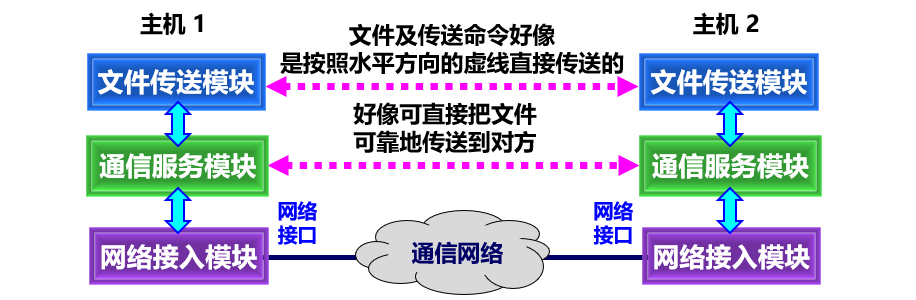 主机 1
主机 2
文件及传送命令好像
是按照水平方向的虚线直接传送的
文件传送模块
文件传送模块
好像可直接把文件
可靠地传送到对方
通信服务模块
通信服务模块
网络
接口
网络
接口
网络接入模块
通信网络
网络接入模块